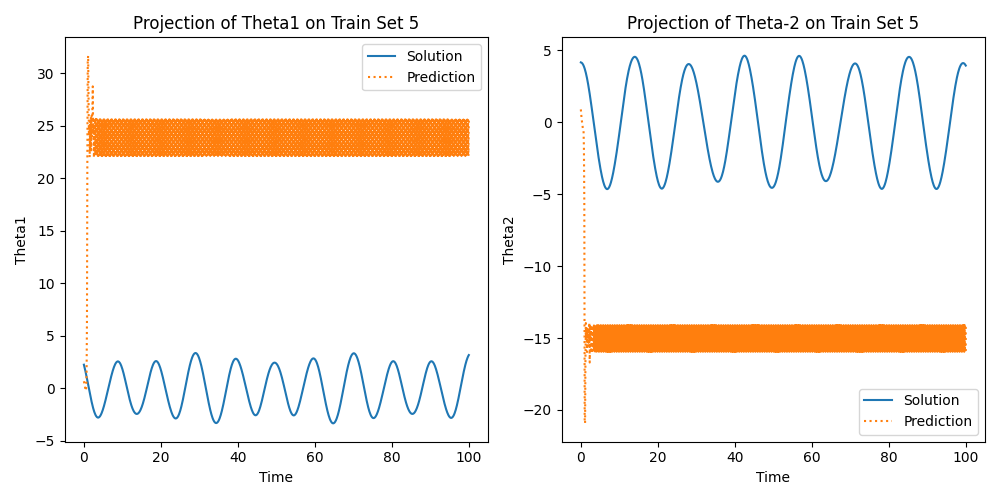 Projection of Theta1 on Train Set 5
Theta1
30
25
20
15
10
5
0
−5
0
20
40
60
80
100
Time
Solution
Prediction
Projection of Theta-2 on Train Set 5
Theta2
5
0
−5
−10
−15
−20
0
20
40
60
80
100
Time
Solution
Prediction